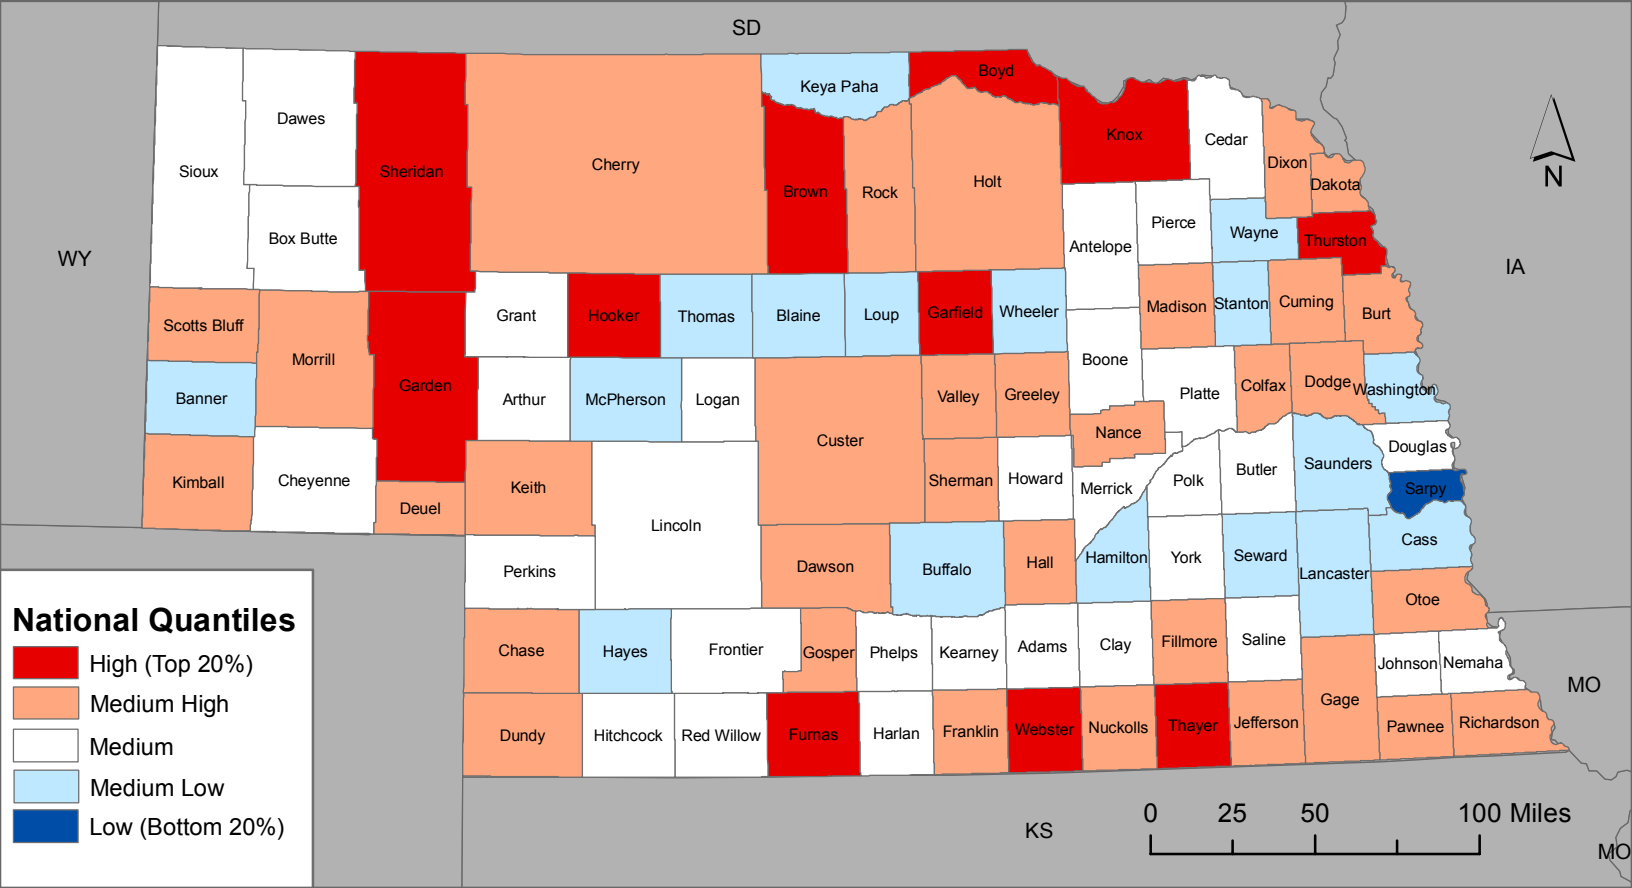 SD
Boyd
Keya Paha
Dawes
Knox
Cedar
Cherry
Dixon
Sioux
Sheridan
Holt
Dakota
Brown
Rock
N
Pierce
Wayne
Box Butte
Thurston
Antelope
WY
IA
Scotts Bluff
Grant
Hooker
Thomas
Blaine
Loup
Garfield
Wheeler
Madison
Stanton
Cuming
Burt
Morrill
Boone
Garden
Banner
Arthur
McPherson
Logan
Valley
Greeley
Platte
Colfax
Dodge
Washington
Custer
Nance
Douglas
Kimball
Cheyenne
Keith
Sherman
Howard
Merrick
Polk
Butler
Saunders
Sarpy
Deuel
Lincoln
Cass
Perkins
Dawson
Buffalo
Hall
Hamilton
York
Seward
Lancaster
Otoe
Chase
Hayes
Frontier
Gosper
Phelps
Kearney
Adams
Clay
Fillmore
Saline
Johnson
Nemaha
Gage
MO
Dundy
Hitchcock
Red Willow
Furnas
Harlan
Franklin
Webster
Nuckolls
Thayer
Jefferson
Pawnee
Richardson
National Quantiles
High (Top 20%)
Medium High
Medium
Medium Low
Low (Bottom 20%)
KS
0 25 50 100 Miles
MO